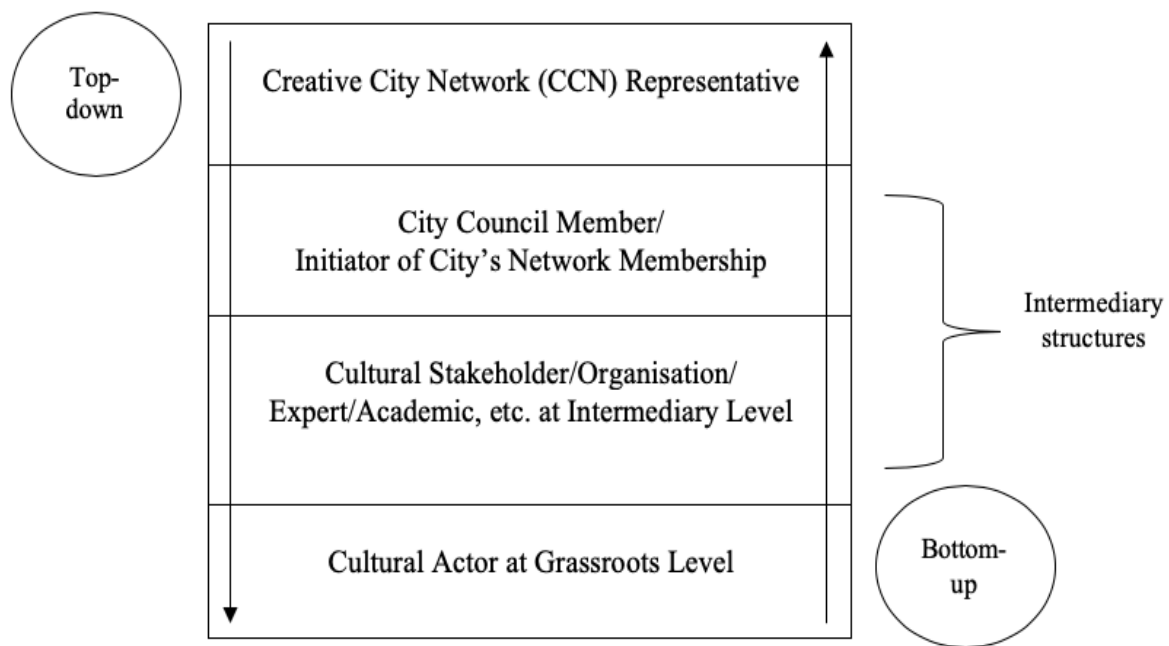 Top-
down
Creative City Network (CCN) Representative
City Council Member/
Initiator of City’s Network Membership
Intermediary
structures
Cultural Stakeholder/Organisation/
Expert/Academic, etc. at Intermediary Level
Cultural Actor at Grassroots Level
Bottom-
up